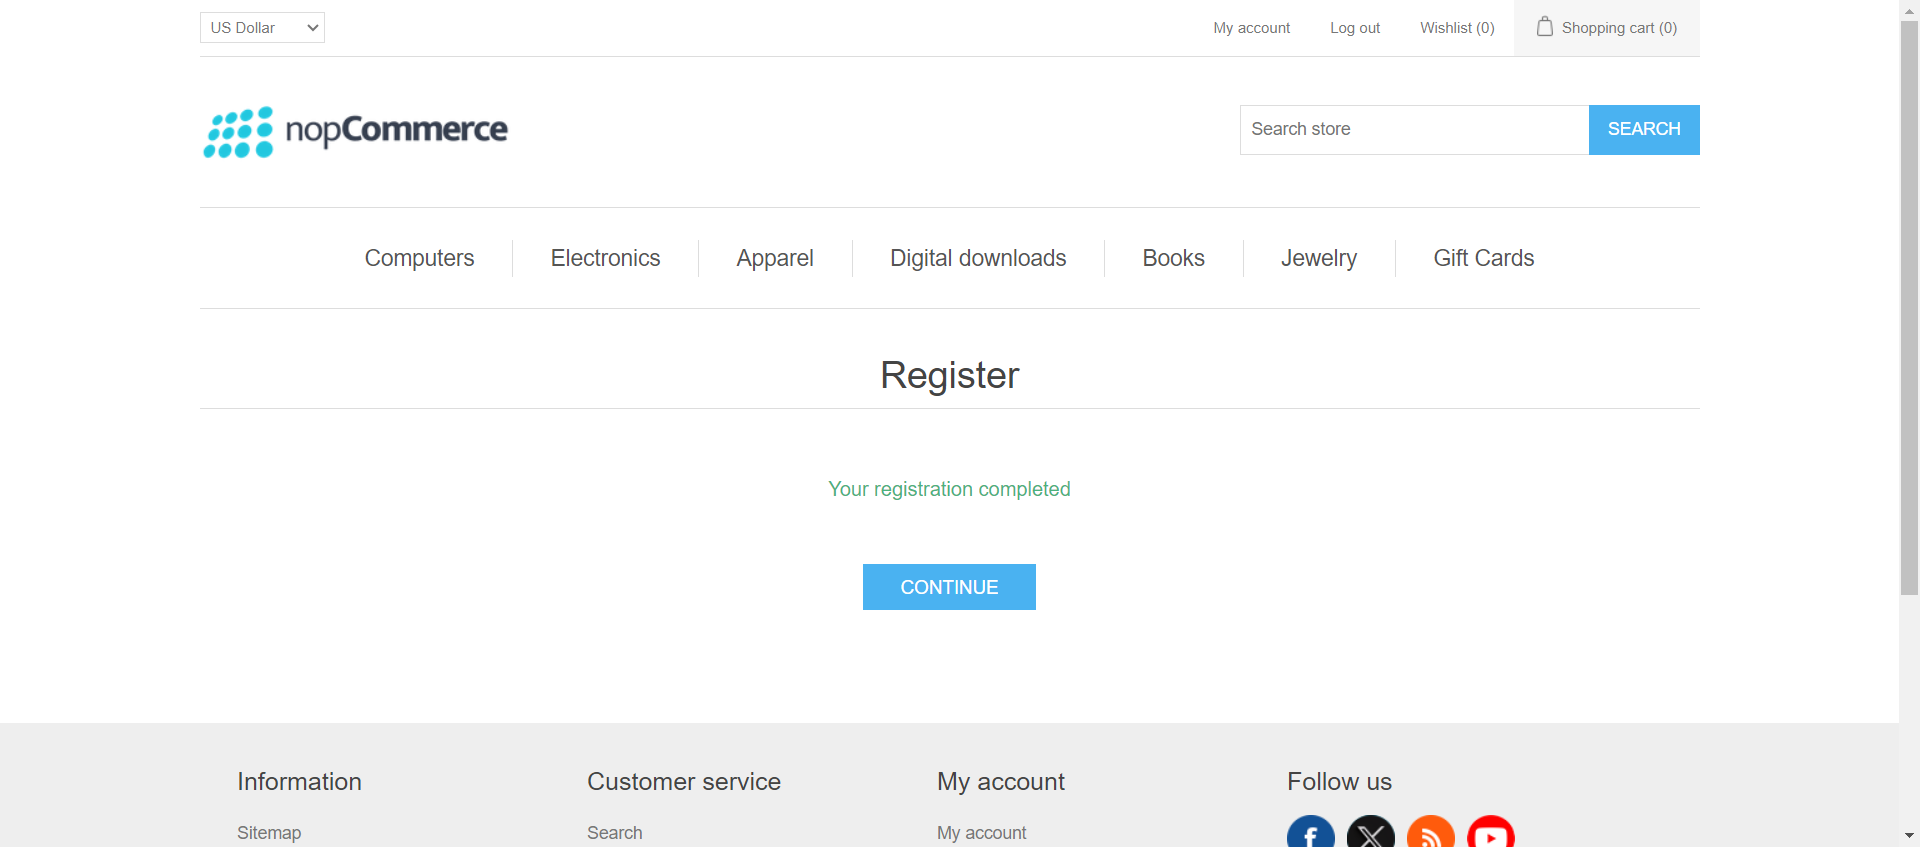 US Dollar
My account
Log out
Wishlist (0)
Shopping cart (0)
nopCommerce
Search store
SEARCH
Computers
Electronics
Apparel
Digital downloads
Books
Jewelry
Gift Cards
Register
Your registration completed
CONTINUE
Information
Customer service
My account
Follow us
Sitemap
Search
My account